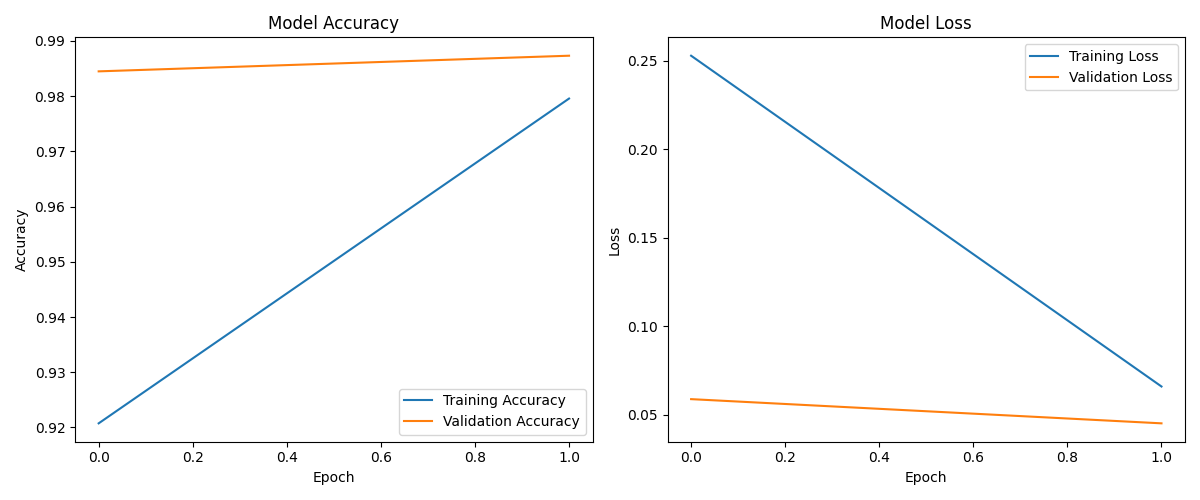 Model Accuracy
0.99
0.98
0.97
0.96
0.95
0.94
0.93
0.92
Accuracy
0.0 0.2 0.4 0.6 0.8 1.0
Epoch
Training Accuracy
Validation Accuracy
Model Loss
0.25
0.20
0.15
0.10
0.05
Loss
0.0 0.2 0.4 0.6 0.8 1.0
Epoch
Training Loss
Validation Loss